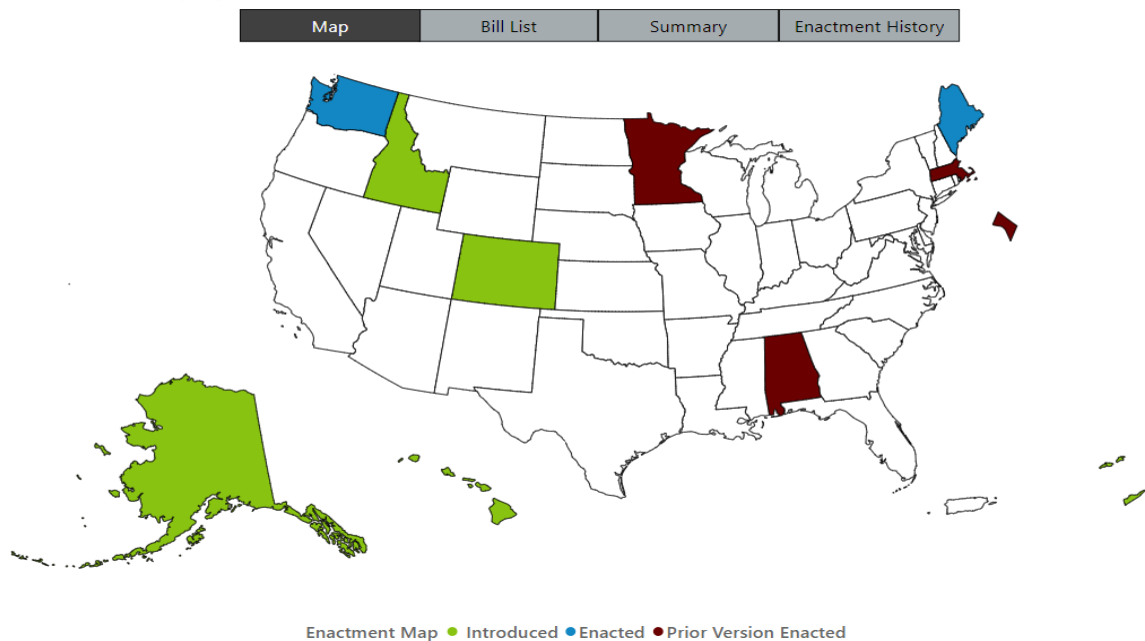 Map Bill List Summary Enactment History
Enactment Map Introduced Enacted Prior Version Enacted